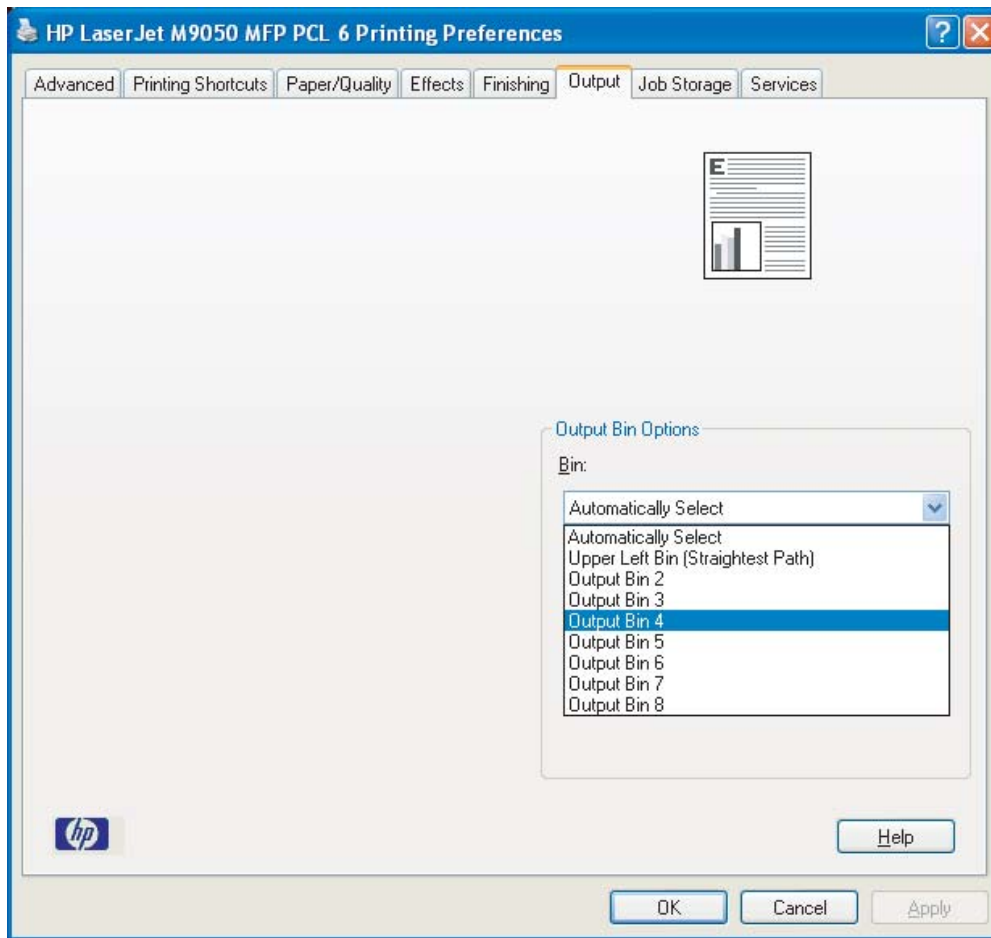 HP LaserJet M9050 MFP PCL 6 Printing Preferences
Advanced Printing Shortcuts Paper/Quality Effects Finishing Output Job Storage Services
E
Output Bin Options
Bin:
Automatically Select
Automatically Select
Upper Left Bin (Straightest Path)
Output Bin 2
Output Bin 3
Output Bin 4
Output Bin 5
Output Bin 6
Output Bin 7
Output Bin 8
hp
Help
OK Cancel Apply